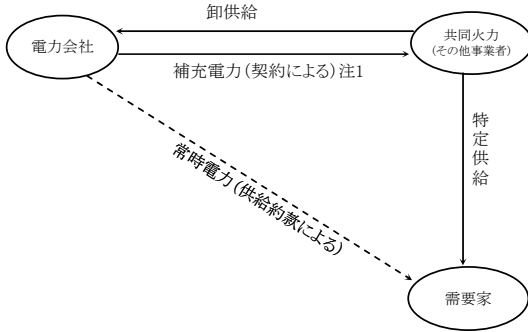 卸供給
電力会社
共同火力
(その他事業者)
補充電力(契約による)注1
特定供給
常時電力(供給約款による)
需要家